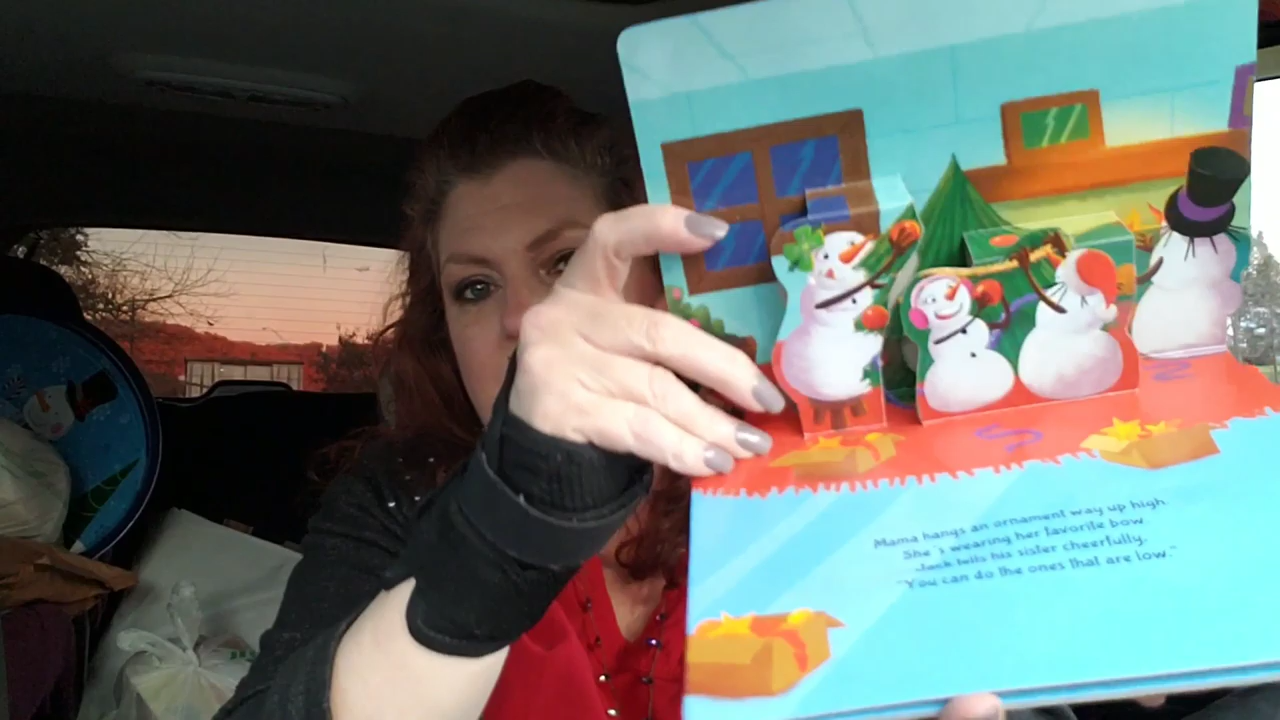 Mama hangs an ornament way up high.
She's wearing her favorite bow.
Jack tells his sister cheerfully,
"You can do the ones that are low."